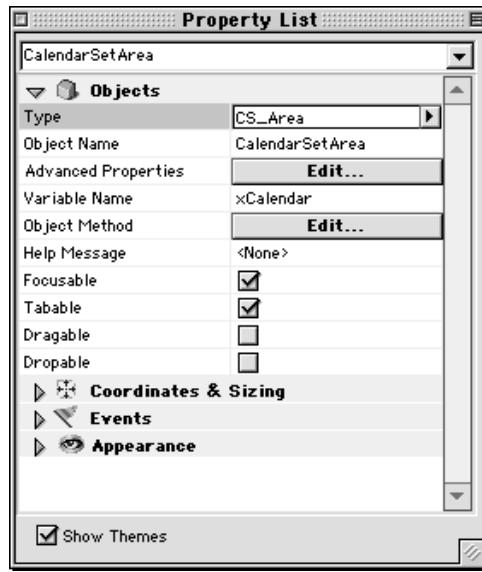 Property List
CalendarSetArea
Objects
Type CS_Area
Object Name CalendarSetArea
Advanced Properties Edit...
Variable Name xCalendar
Object Method Edit...
Help Message <None>
Focusable
Tabable
Dragable
Dropable
Coordinates & Sizing
Events
Appearance
Show Themes